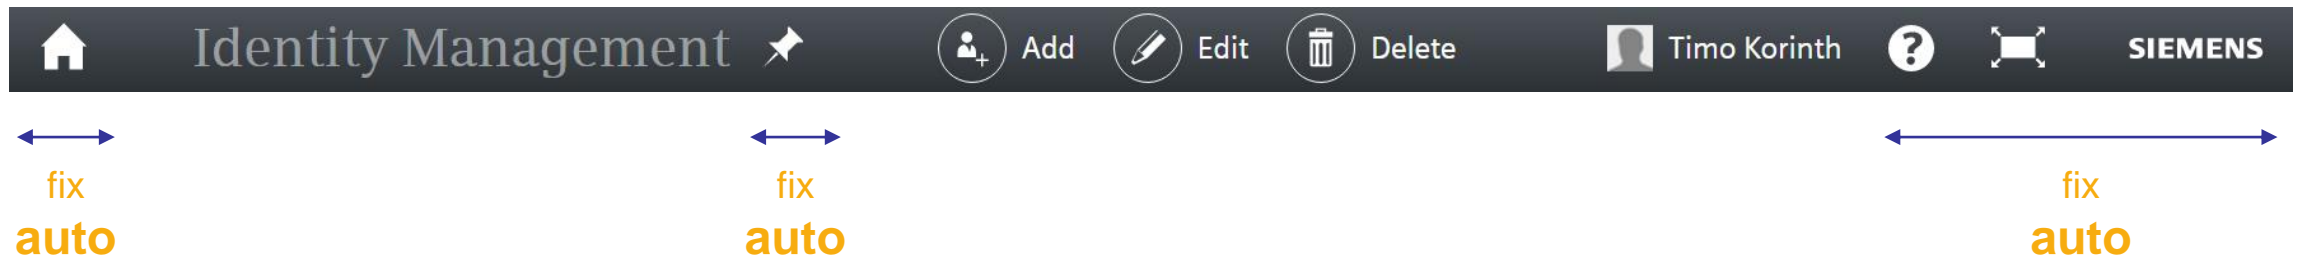 Identity Management Add Edit Delete Timo Korinth ? SIEMENS
fix fix fix
auto auto auto